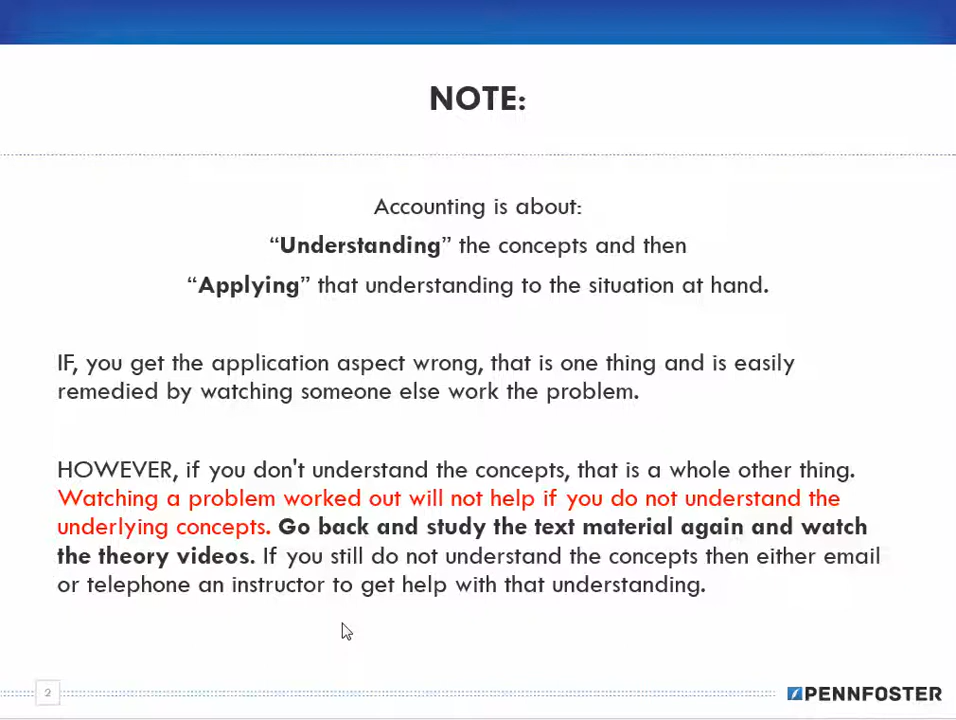 NOTE:
Accounting is about:
“Understanding” the concepts and then
“Applying” that understanding to the situation at hand.
IF, you get the application aspect wrong, that is one thing and is easily
remedied by watching someone else work the problem.
HOWEVER, if you don't understand the concepts, that is a whole other thing.
Watching a problem worked out will not help if you do not understand the
underlying concepts. Go back and study the text material again and watch
the theory videos. If you still do not understand the concepts then either email
or telephone an instructor to get help with that understanding.
2
PENNFOSTER